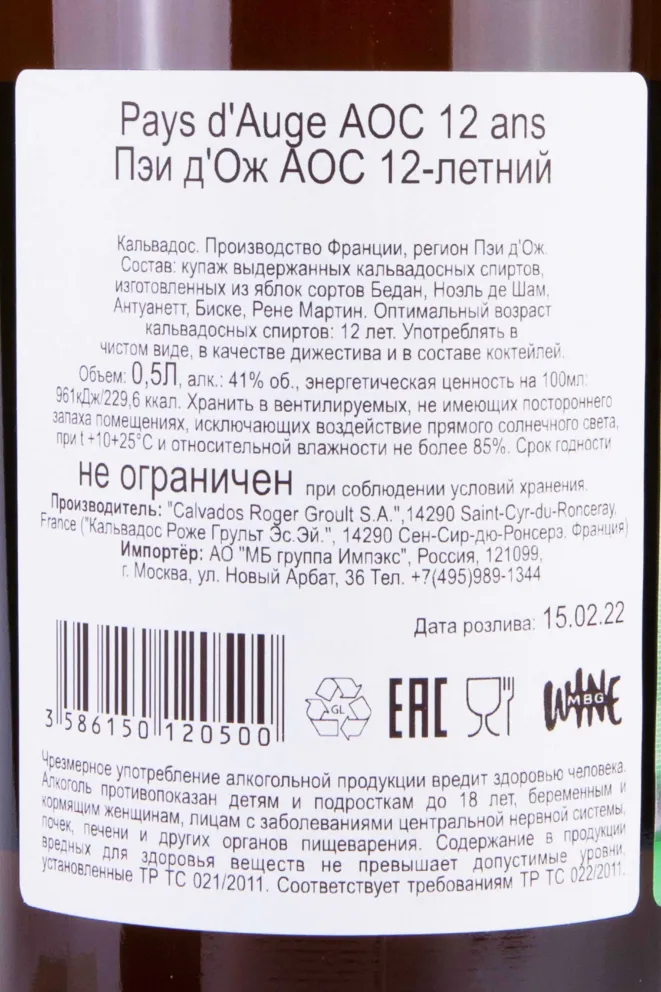 Pays d'Auge AOC 12 ans
Пэи д'Ож АОС 12-летний
Кальвадос. Производство Франции, регион Пэи д'Ож.
Состав: купаж выдержанных кальвадосных спиртов,
изготовленных из яблок сортов Бедан, Ноэль де Шам,
Антуанетт, Биске, Рене Мартин. Оптимальный возраст
кальвадосных спиртов: 12 лет. Употреблять в
чистом виде, в качестве дижестива и в составе коктейлей.
Объем: 0,5Л, алк.: 41% об., энергетическая ценность на 100мл:
961кДж/229,6 ккал. Хранить в вентилируемых, не имеющих постороннего
запаха помещениях, исключающих воздействие прямого солнечного света,
при t +10+25°С и относительной влажности не более 85%. Срок годности
не ограничен при соблюдении условий хранения.
Производитель: "Calvados Roger Groult S.A.",14290 Saint-Cyr-du-Ronceray,
France ("Кальвадос Роже Грульт Эс.Эй.", 14290 Сен-Сир-дю-Ронсерэ, Франция)
Импортёр: АО "МБ группа Импэкс", Россия, 121099,
г. Москва, ул. Новый Арбат, 36 Тел. +7(495)989-1344
Дата розлива: 15.02.22
3 586150 120500
GL
EAC
WINE
MBG
Чрезмерное употребление алкогольной продукции вредит здоровью человека.
Алкоголь противопоказан детям и подросткам до 18 лет, беременным и
кормящим женщинам, лицам с заболеваниями центральной нервной системы,
почек, печени и других органов пищеварения. Содержание в продукции
вредных для здоровья веществ не превышает допустимые уровни,
установленные ТР ТС 021/2011. Соответствует требованиям ТР ТС 022/2011.